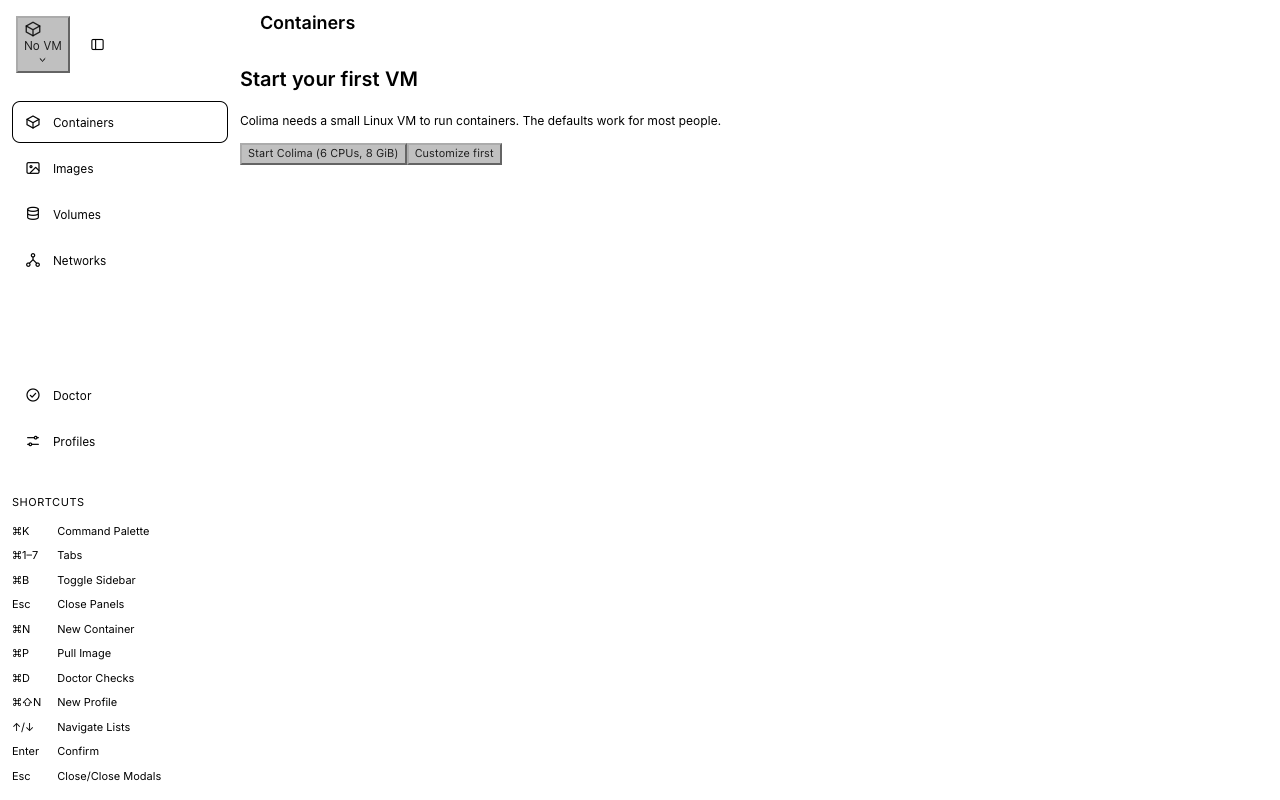 No VM
Containers
Start your first VM
Colima needs a small Linux VM to run containers. The defaults work for most people.
Start Colima (6 CPUs, 8 GiB)
Customize first
Containers
Images
Volumes
Networks
Doctor
Profiles
SHORTCUTS
⌘K Command Palette
⌘1–7 Tabs
⌘B Toggle Sidebar
Esc Close Panels
⌘N New Container
⌘P Pull Image
⌘D Doctor Checks
⌘⇧N New Profile
↑/↓ Navigate Lists
Enter Confirm
Esc Close/Close Modals